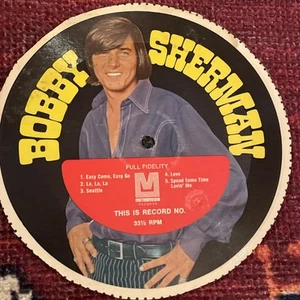 BOBBY SHERMAN
FULL FIDELITY
1. Easy Come, Easy Go
2. La, La, La
3. Seattle
4. Love
5. Spend Some Time
Lovin' Me
M
THIS IS RECORD NO.
33⅓ RPM